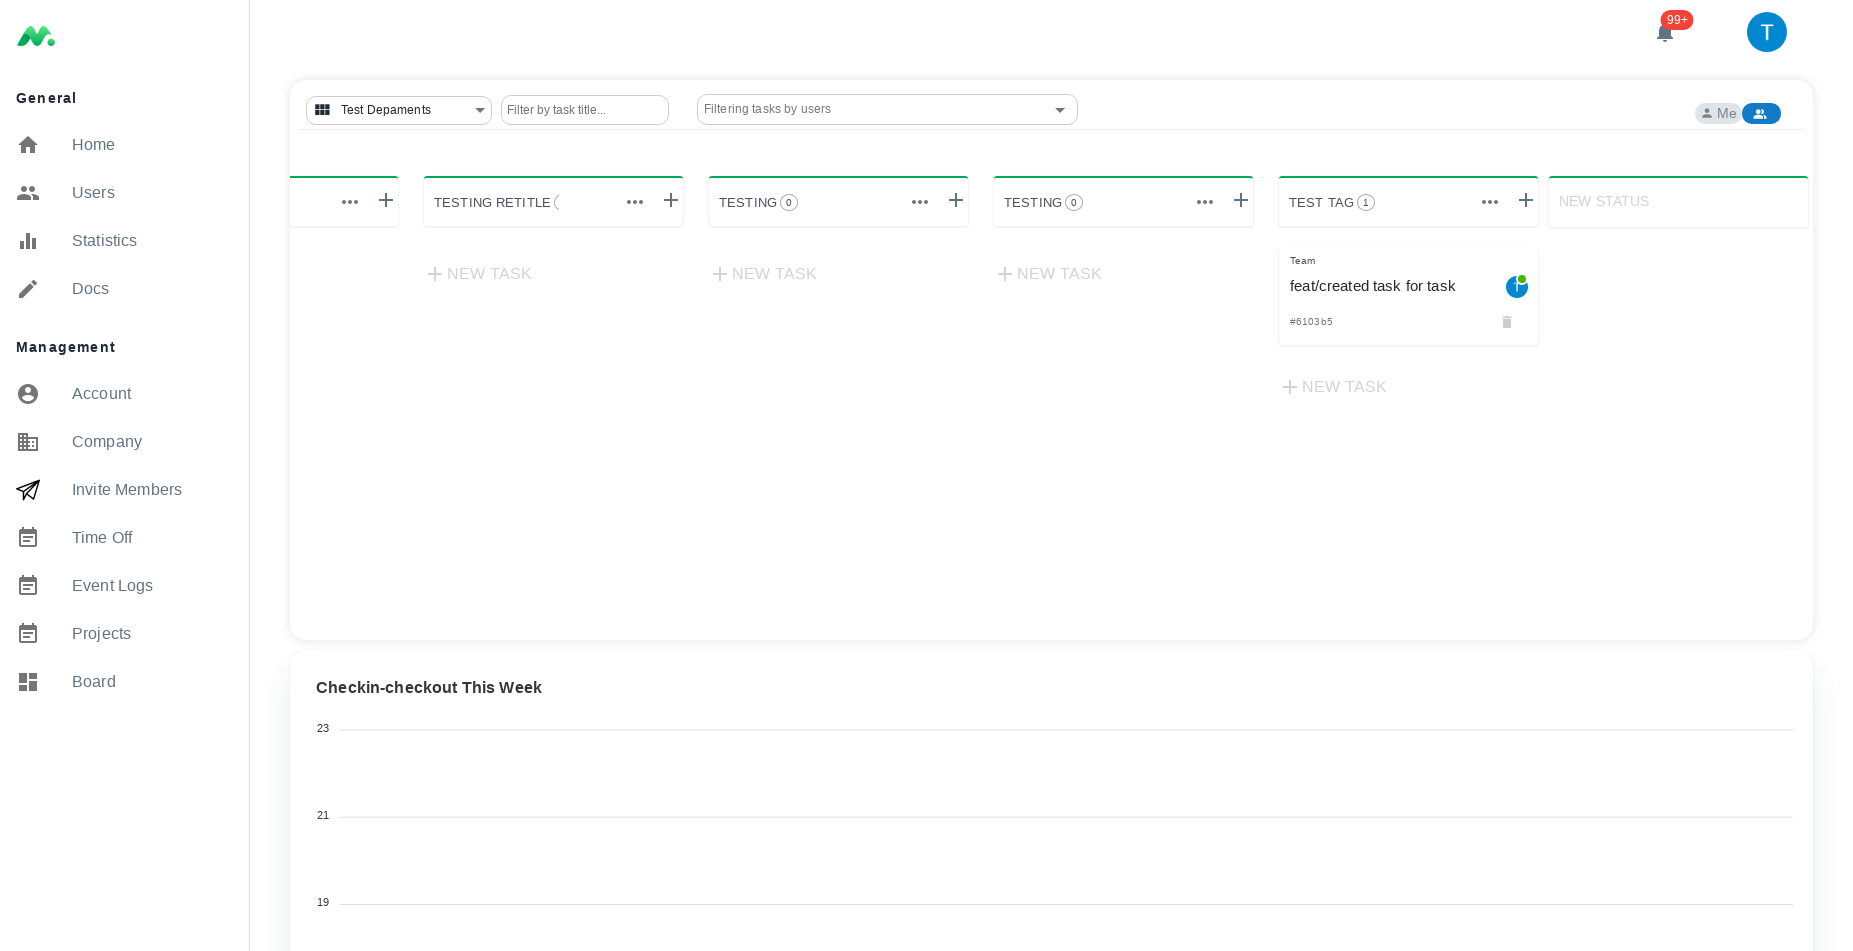 99+
T
General
Home
Users
Statistics
Docs
Management
Account
Company
Invite Members
Time Off
Event Logs
Projects
Board
Test Depaments
Filter by task title...
Filtering tasks by users
Me
TESTING RETITLE (
TESTING 0
TESTING 0
TEST TAG 1
NEW STATUS
NEW TASK
NEW TASK
NEW TASK
Team
feat/created task for task
T
#6103b5
NEW TASK
Checkin-checkout This Week
23
21
19